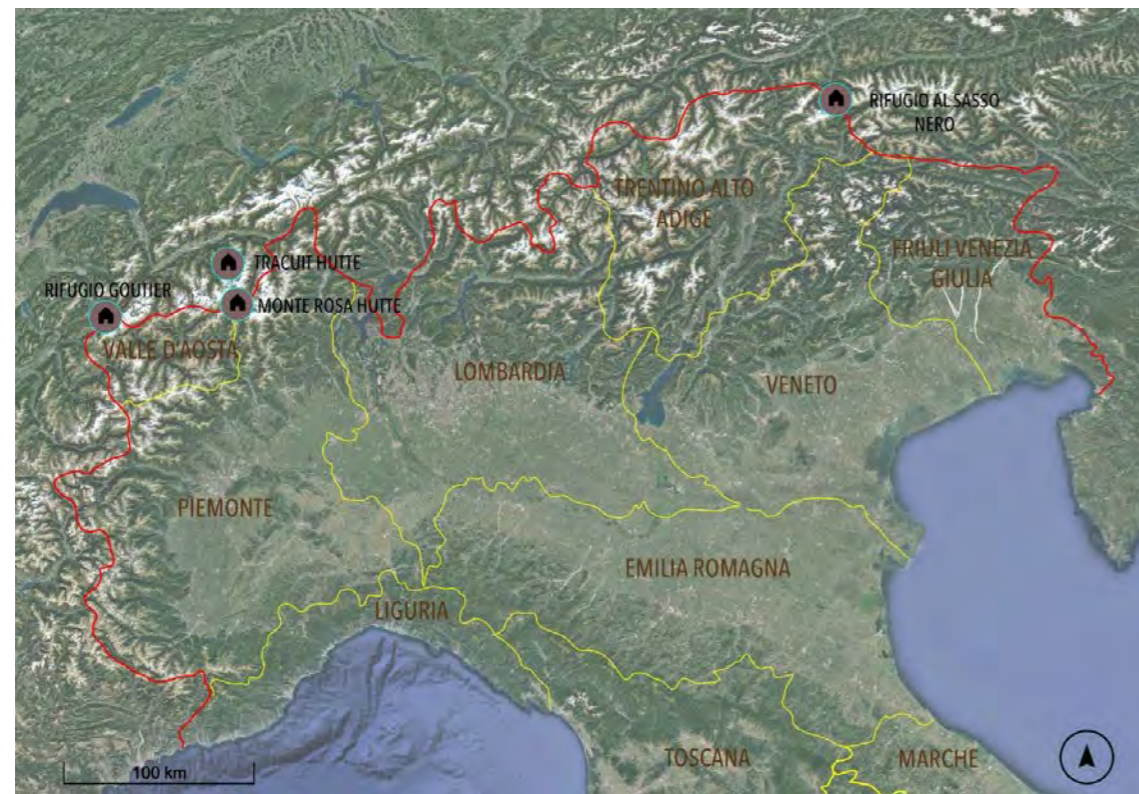 RIFUGIO AL SASSO
NERO
TRENTINO ALTO
ADIGE
FRIULI VENEZIA
GIULIA
TRACUIT HUTTE
RIFUGIO GOUTIER
MONTE ROSA HUTTE
VALLE D'AOSTA
LOMBARDIA
VENETO
PIEMONTE
EMILIA ROMAGNA
LIGURIA
TOSCANA
MARCHE
100 km